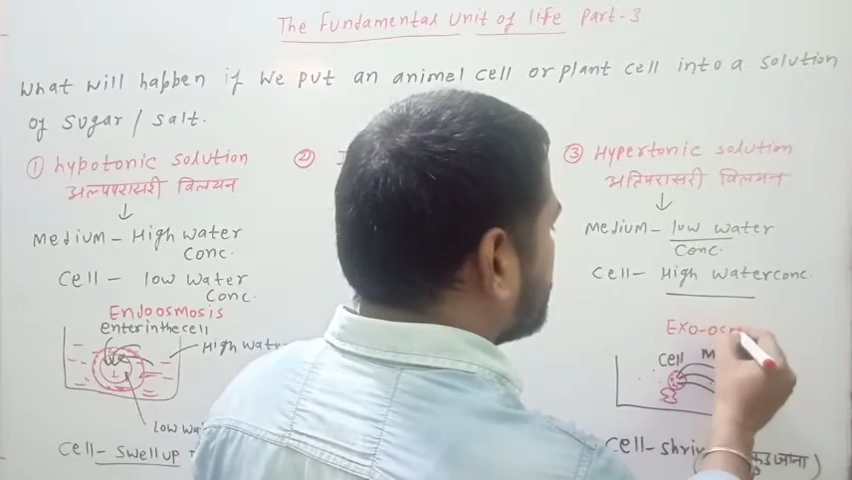 The Fundamental Unit of life Part-3
What will happen if we put an animel cell or plant cell into a solution
of sugar / salt.
① hypotonic solution
अल्पपरासरी विलयन
↓
Medium - High water
Conc.
Cell - low water
Conc.
Endoosmosis
enter in the cell
High wat
Low wa
Cell - swell up
②
③ Hypertonic solution
अतिपरासरी विलयन
↓
Medium - low water
Conc.
Cell - High water conc.
Exo-o
Cell
M
Cell - shri
जाना)